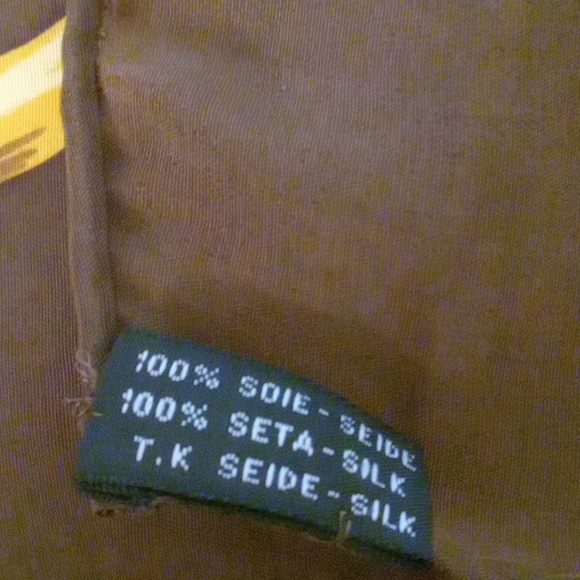 100% SOIE-SEIDE
100% SETA-SILK
T.K SEIDE-SILK